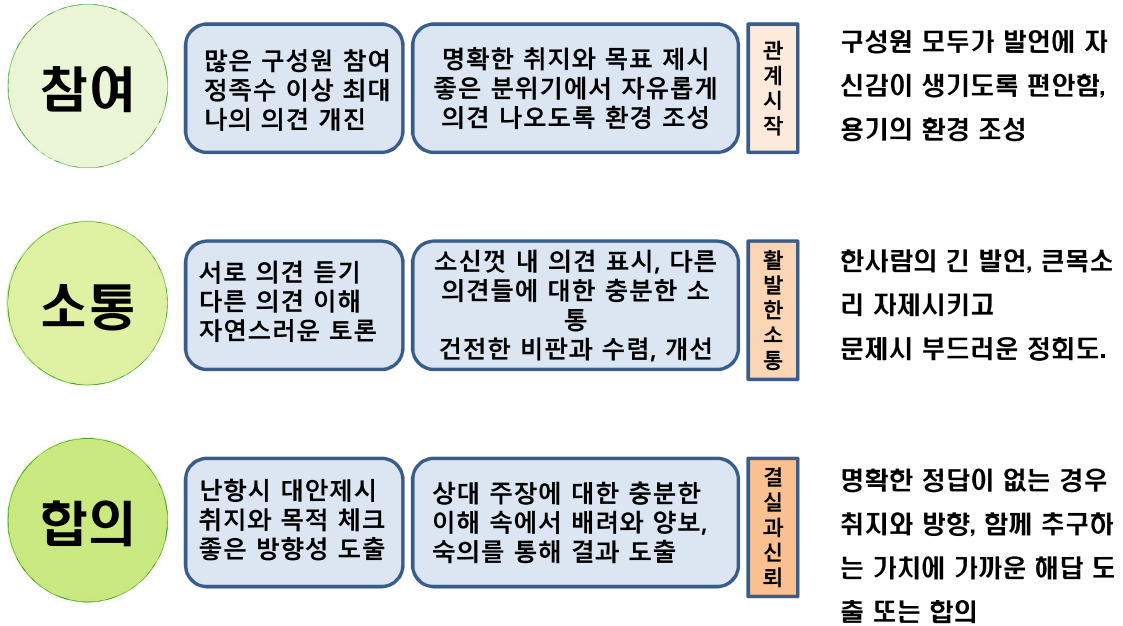 참여
많은 구성원 참여
정족수 이상 최대
나의 의견 개진
명확한 취지와 목표 제시
좋은 분위기에서 자유롭게
의견 나오도록 환경 조성
관계시작
구성원 모두가 발언에 자
신감이 생기도록 편안함,
용기의 환경 조성
소통
서로 의견 듣기
다른 의견 이해
자연스러운 토론
소신껏 내 의견 표시, 다른
의견들에 대한 충분한 소
통
건전한 비판과 수렴, 개선
활발한소통
한사람의 긴 발언, 큰목소
리 자제시키고
문제시 부드러운 정회도.
합의
난항시 대안제시
취지와 목적 체크
좋은 방향성 도출
상대 주장에 대한 충분한
이해 속에서 배려와 양보,
숙의를 통해 결과 도출
결실과신뢰
명확한 정답이 없는 경우
취지와 방향, 함께 추구하
는 가치에 가까운 해답 도
출 또는 합의